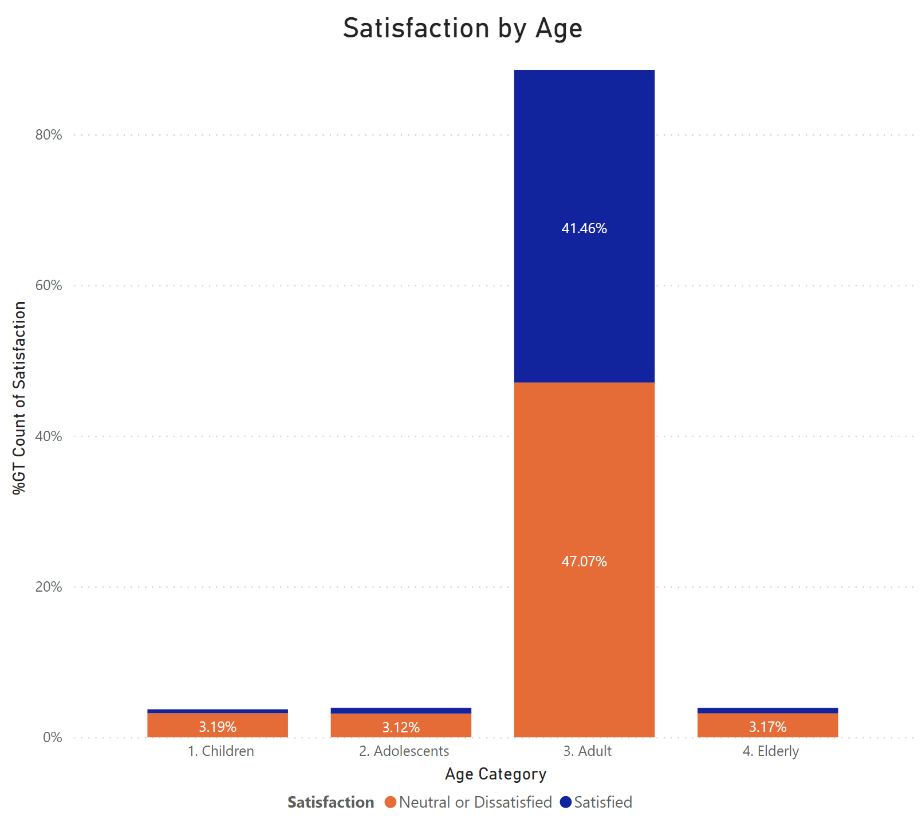 Satisfaction by Age
%GT Count of Satisfaction
80%
60%
40%
20%
0%
41.46%
47.07%
3.19%
3.12%
3.17%
1. Children
2. Adolescents
3. Adult
4. Elderly
Age Category
Satisfaction Neutral or Dissatisfied Satisfied